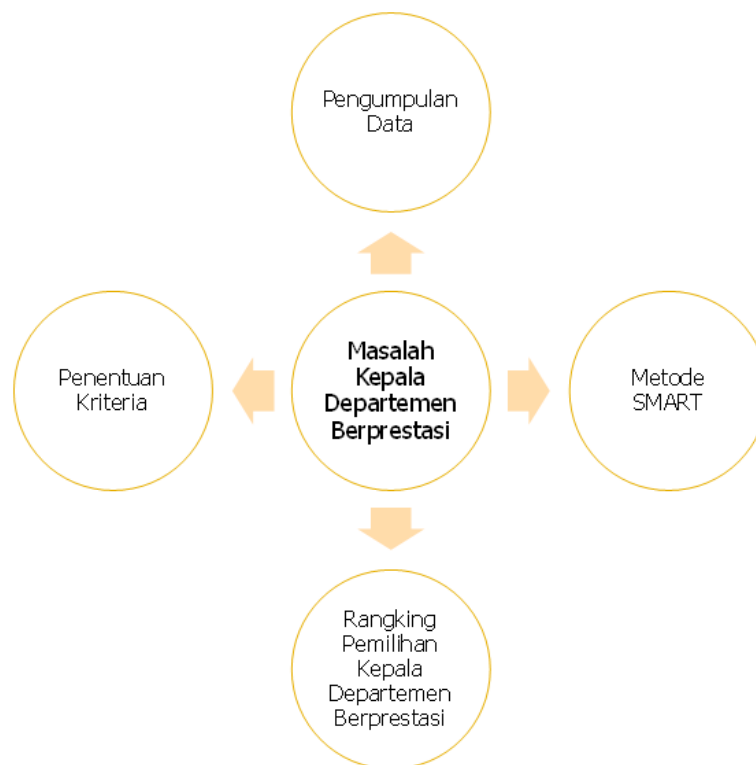 Pengumpulan
Data
Penentuan
Kriteria
Masalah
Kepala
Departemen
Berprestasi
Metode
SMART
Rangking
Pemilihan
Kepala
Departemen
Berprestasi